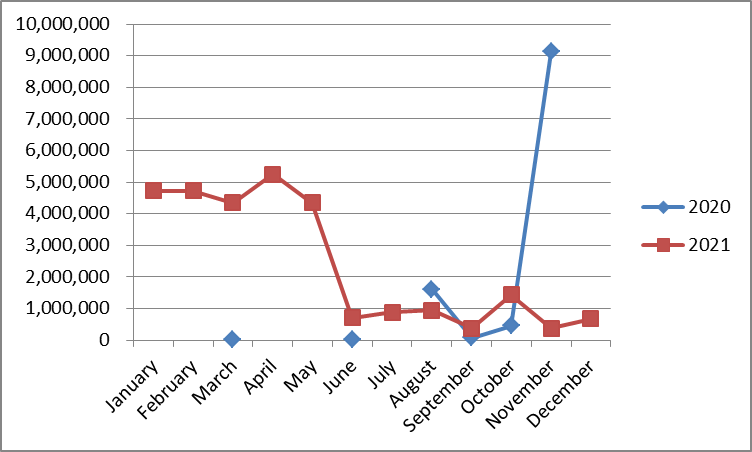 10,000,000
9,000,000
8,000,000
7,000,000
6,000,000
5,000,000
4,000,000
3,000,000
2,000,000
1,000,000
0
January
February
March
April
May
June
July
August
September
October
November
December
2020
2021